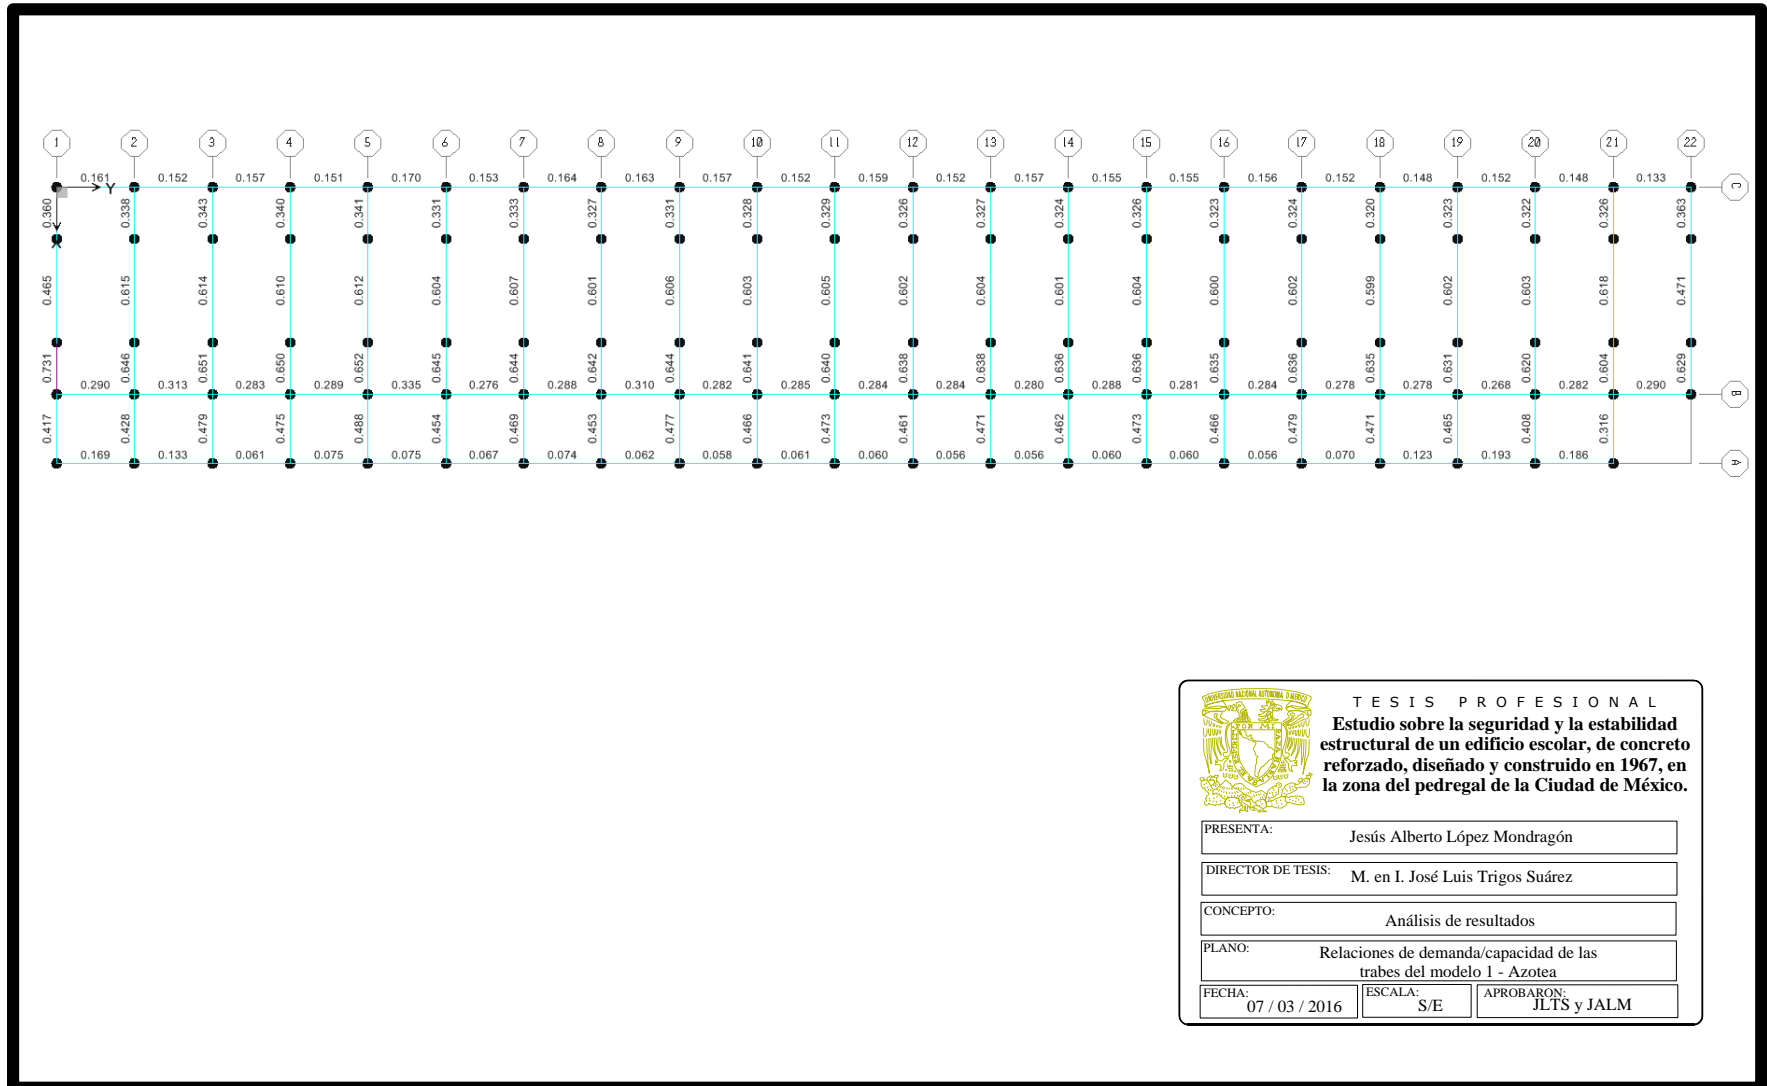 1 2 3 4 5 6 7 8 9 10 11 12 13 14 15 16 17 18 19 20 21 22
0.161 0.152 0.157 0.151 0.170 0.153 0.164 0.163 0.157 0.152 0.159 0.152 0.157 0.155 0.155 0.156 0.152 0.148 0.152 0.148 0.133
Y
C
0.360 0.338 0.343 0.340 0.341 0.331 0.333 0.327 0.331 0.328 0.329 0.326 0.327 0.324 0.326 0.323 0.324 0.320 0.323 0.322 0.326 0.363
X
0.465 0.615 0.614 0.610 0.612 0.604 0.607 0.601 0.606 0.603 0.605 0.602 0.604 0.601 0.604 0.600 0.602 0.599 0.602 0.603 0.618 0.471
0.731 0.646 0.651 0.650 0.652 0.645 0.644 0.642 0.644 0.641 0.640 0.638 0.638 0.636 0.636 0.635 0.636 0.635 0.631 0.620 0.604 0.629
0.290 0.313 0.283 0.289 0.335 0.276 0.288 0.310 0.282 0.285 0.284 0.284 0.280 0.288 0.281 0.284 0.278 0.278 0.268 0.282 0.290
B
0.417 0.428 0.479 0.475 0.488 0.454 0.469 0.453 0.477 0.466 0.473 0.461 0.471 0.462 0.473 0.466 0.479 0.471 0.465 0.408 0.316
0.169 0.133 0.061 0.075 0.075 0.067 0.074 0.062 0.058 0.061 0.060 0.056 0.056 0.060 0.060 0.056 0.070 0.123 0.193 0.186
A
TESIS PROFESIONAL
Estudio sobre la seguridad y la estabilidad
estructural de un edificio escolar, de concreto
reforzado, diseñado y construido en 1967, en
la zona del pedregal de la Ciudad de México.
PRESENTA: Jesús Alberto López Mondragón
DIRECTOR DE TESIS: M. en I. José Luis Trigos Suárez
CONCEPTO: Análisis de resultados
PLANO: Relaciones de demanda/capacidad de las
trabes del modelo 1 - Azotea
FECHA: 07 / 03 / 2016
ESCALA: S/E
APROBARON: JLTS y JALM